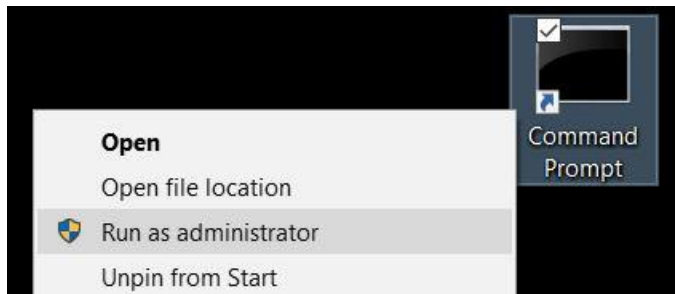 Command
Prompt
Open
Open file location
Run as administrator
Unpin from Start